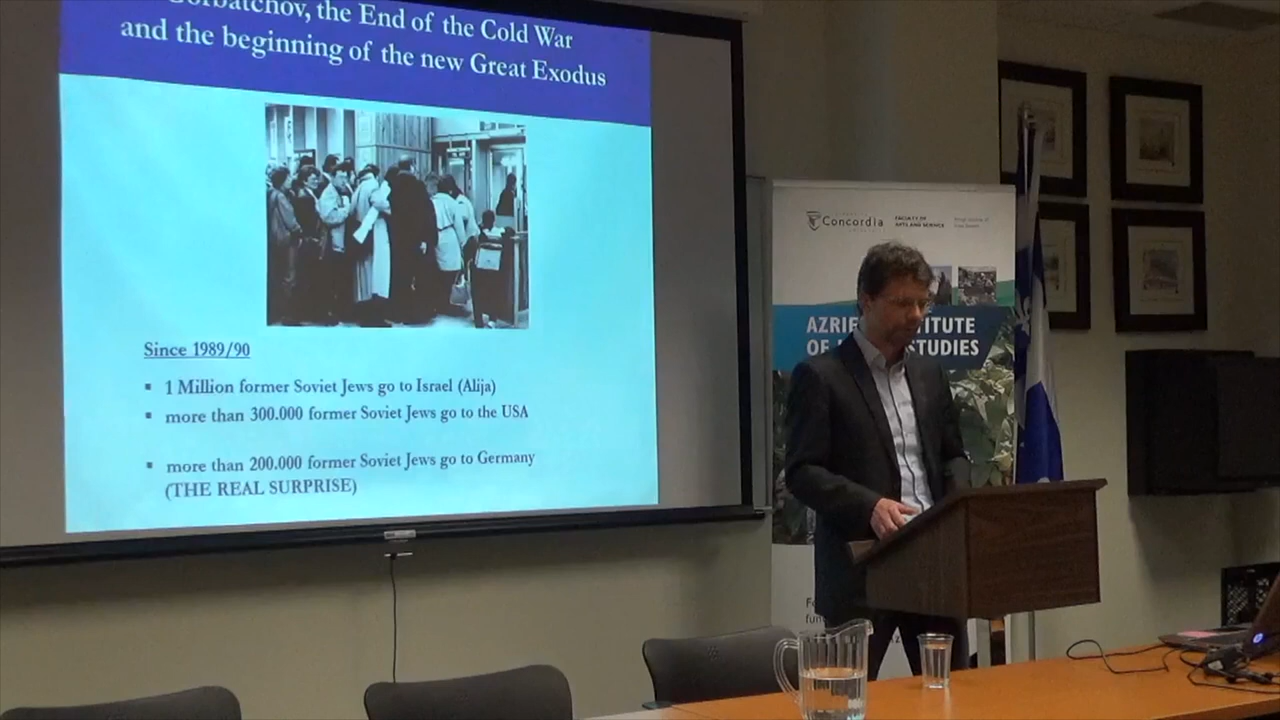 Gorbatchov, the End of the Cold War
and the beginning of the new Great Exodus
Since 1989/90
▪ 1 Million former Soviet Jews go to Israel (Alija)
▪ more than 300.000 former Soviet Jews go to the USA
▪ more than 200.000 former Soviet Jews go to Germany
(THE REAL SURPRISE)
Concordia
FACULTY OF
ARTS AND SCIENCE
AZRIE TITUTE
OF STUDIES